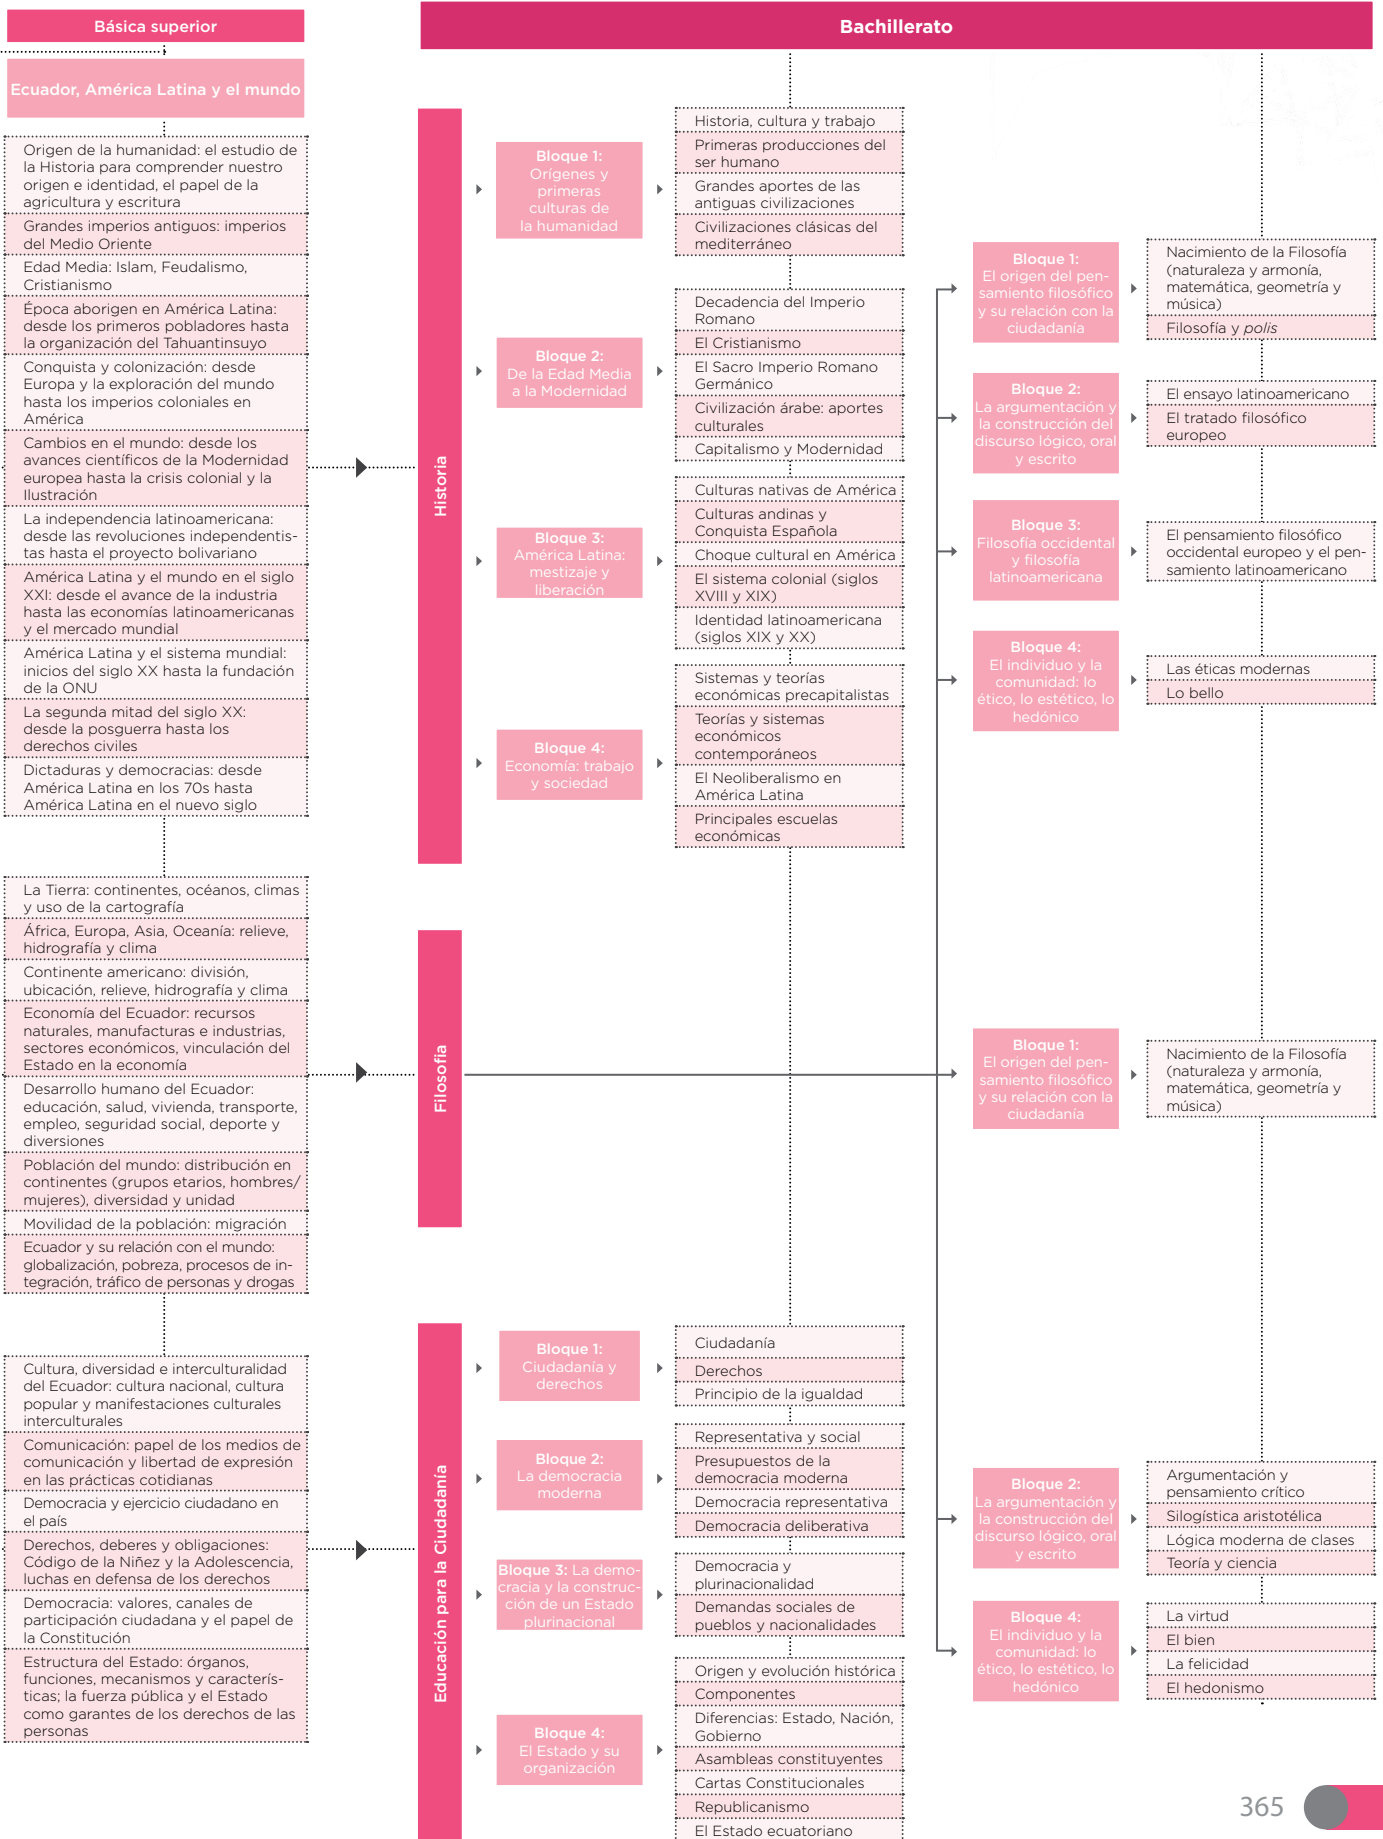 Básica superior
Bachillerato
Ecuador, América Latina y el mundo
Origen de la humanidad: el estudio de
la Historia para comprender nuestro
origen e identidad, el papel de la
agricultura y escritura
Grandes imperios antiguos: imperios
del Medio Oriente
Edad Media: Islam, Feudalismo,
Cristianismo
Época aborigen en América Latina:
desde los primeros pobladores hasta
la organización del Tahuantinsuyo
Conquista y colonización: desde
Europa y la exploración del mundo
hasta los imperios coloniales en
América
Cambios en el mundo: desde los
avances científicos de la Modernidad
europea hasta la crisis colonial y la
Ilustración
La independencia latinoamericana:
desde las revoluciones independentis-
tas hasta el proyecto bolivariano
América Latina y el mundo en el siglo
XXI: desde el avance de la industria
hasta las economías latinoamericanas
y el mercado mundial
América Latina y el sistema mundial:
inicios del siglo XX hasta la fundación
de la ONU
La segunda mitad del siglo XX:
desde la posguerra hasta los
derechos civiles
Dictaduras y democracias: desde
América Latina en los 70s hasta
América Latina en el nuevo siglo
La Tierra: continentes, océanos, climas
y uso de la cartografía
África, Europa, Asia, Oceanía: relieve,
hidrografía y clima
Continente americano: división,
ubicación, relieve, hidrografía y clima
Economía del Ecuador: recursos
naturales, manufacturas e industrias,
sectores económicos, vinculación del
Estado en la economía
Desarrollo humano del Ecuador:
educación, salud, vivienda, transporte,
empleo, seguridad social, deporte y
diversiones
Población del mundo: distribución en
continentes (grupos etarios, hombres/
mujeres), diversidad y unidad
Movilidad de la población: migración
Ecuador y su relación con el mundo:
globalización, pobreza, procesos de in-
tegración, tráfico de personas y drogas
Cultura, diversidad e interculturalidad
del Ecuador: cultura nacional, cultura
popular y manifestaciones culturales
interculturales
Comunicación: papel de los medios de
comunicación y libertad de expresión
en las prácticas cotidianas
Democracia y ejercicio ciudadano en
el país
Derechos, deberes y obligaciones:
Código de la Niñez y la Adolescencia,
luchas en defensa de los derechos
Democracia: valores, canales de
participación ciudadana y el papel de
la Constitución
Estructura del Estado: órganos,
funciones, mecanismos y caracterís-
ticas; la fuerza pública y el Estado
como garantes de los derechos de las
personas
Historia
Bloque 1:
Orígenes y
primeras
culturas de
la humanidad
Historia, cultura y trabajo
Primeras producciones del
ser humano
Grandes aportes de las
antiguas civilizaciones
Civilizaciones clásicas del
mediterráneo
Bloque 2:
De la Edad Media
a la Modernidad
Decadencia del Imperio
Romano
El Cristianismo
El Sacro Imperio Romano
Germánico
Civilización árabe: aportes
culturales
Capitalismo y Modernidad
Bloque 3:
América Latina:
mestizaje y
liberación
Culturas nativas de América
Culturas andinas y
Conquista Española
Choque cultural en América
El sistema colonial (siglos
XVIII y XIX)
Identidad latinoamericana
(siglos XIX y XX)
Bloque 4:
Economía: trabajo
y sociedad
Sistemas y teorías
económicas precapitalistas
Teorías y sistemas
económicos
contemporáneos
El Neoliberalismo en
América Latina
Principales escuelas
económicas
Filosofía
Bloque 1:
El origen del pen-
samiento filosófico
y su relación con la
ciudadanía
Nacimiento de la Filosofía
(naturaleza y armonía,
matemática, geometría y
música)
Filosofía y polis
Bloque 2:
La argumentación y
la construcción del
discurso lógico, oral
y escrito
El ensayo latinoamericano
El tratado filosófico
europeo
Bloque 3:
Filosofía occidental
y filosofía
latinoamericana
El pensamiento filosófico
occidental europeo y el pen-
samiento latinoamericano
Bloque 4:
El individuo y la
comunidad: lo
ético, lo estético, lo
hedónico
Las éticas modernas
Lo bello
Bloque 1:
El origen del pen-
samiento filosófico
y su relación con la
ciudadanía
Nacimiento de la Filosofía
(naturaleza y armonía,
matemática, geometría y
música)
Bloque 2:
La argumentación y
la construcción del
discurso lógico, oral
y escrito
Argumentación y
pensamiento crítico
Silogística aristotélica
Lógica moderna de clases
Teoría y ciencia
Bloque 4:
El individuo y la
comunidad: lo
ético, lo estético, lo
hedónico
La virtud
El bien
La felicidad
El hedonismo
Educación para la Ciudadanía
Bloque 1:
Ciudadanía y
derechos
Ciudadanía
Derechos
Principio de la igualdad
Bloque 2:
La democracia
moderna
Representativa y social
Presupuestos de la
democracia moderna
Democracia representativa
Democracia deliberativa
Bloque 3: La demo-
cracia y la construc-
ción de un Estado
plurinacional
Democracia y
plurinacionalidad
Demandas sociales de
pueblos y nacionalidades
Bloque 4:
El Estado y su
organización
Origen y evolución histórica
Componentes
Diferencias: Estado, Nación,
Gobierno
Asambleas constituyentes
Cartas Constitucionales
Republicanismo
El Estado ecuatoriano
365